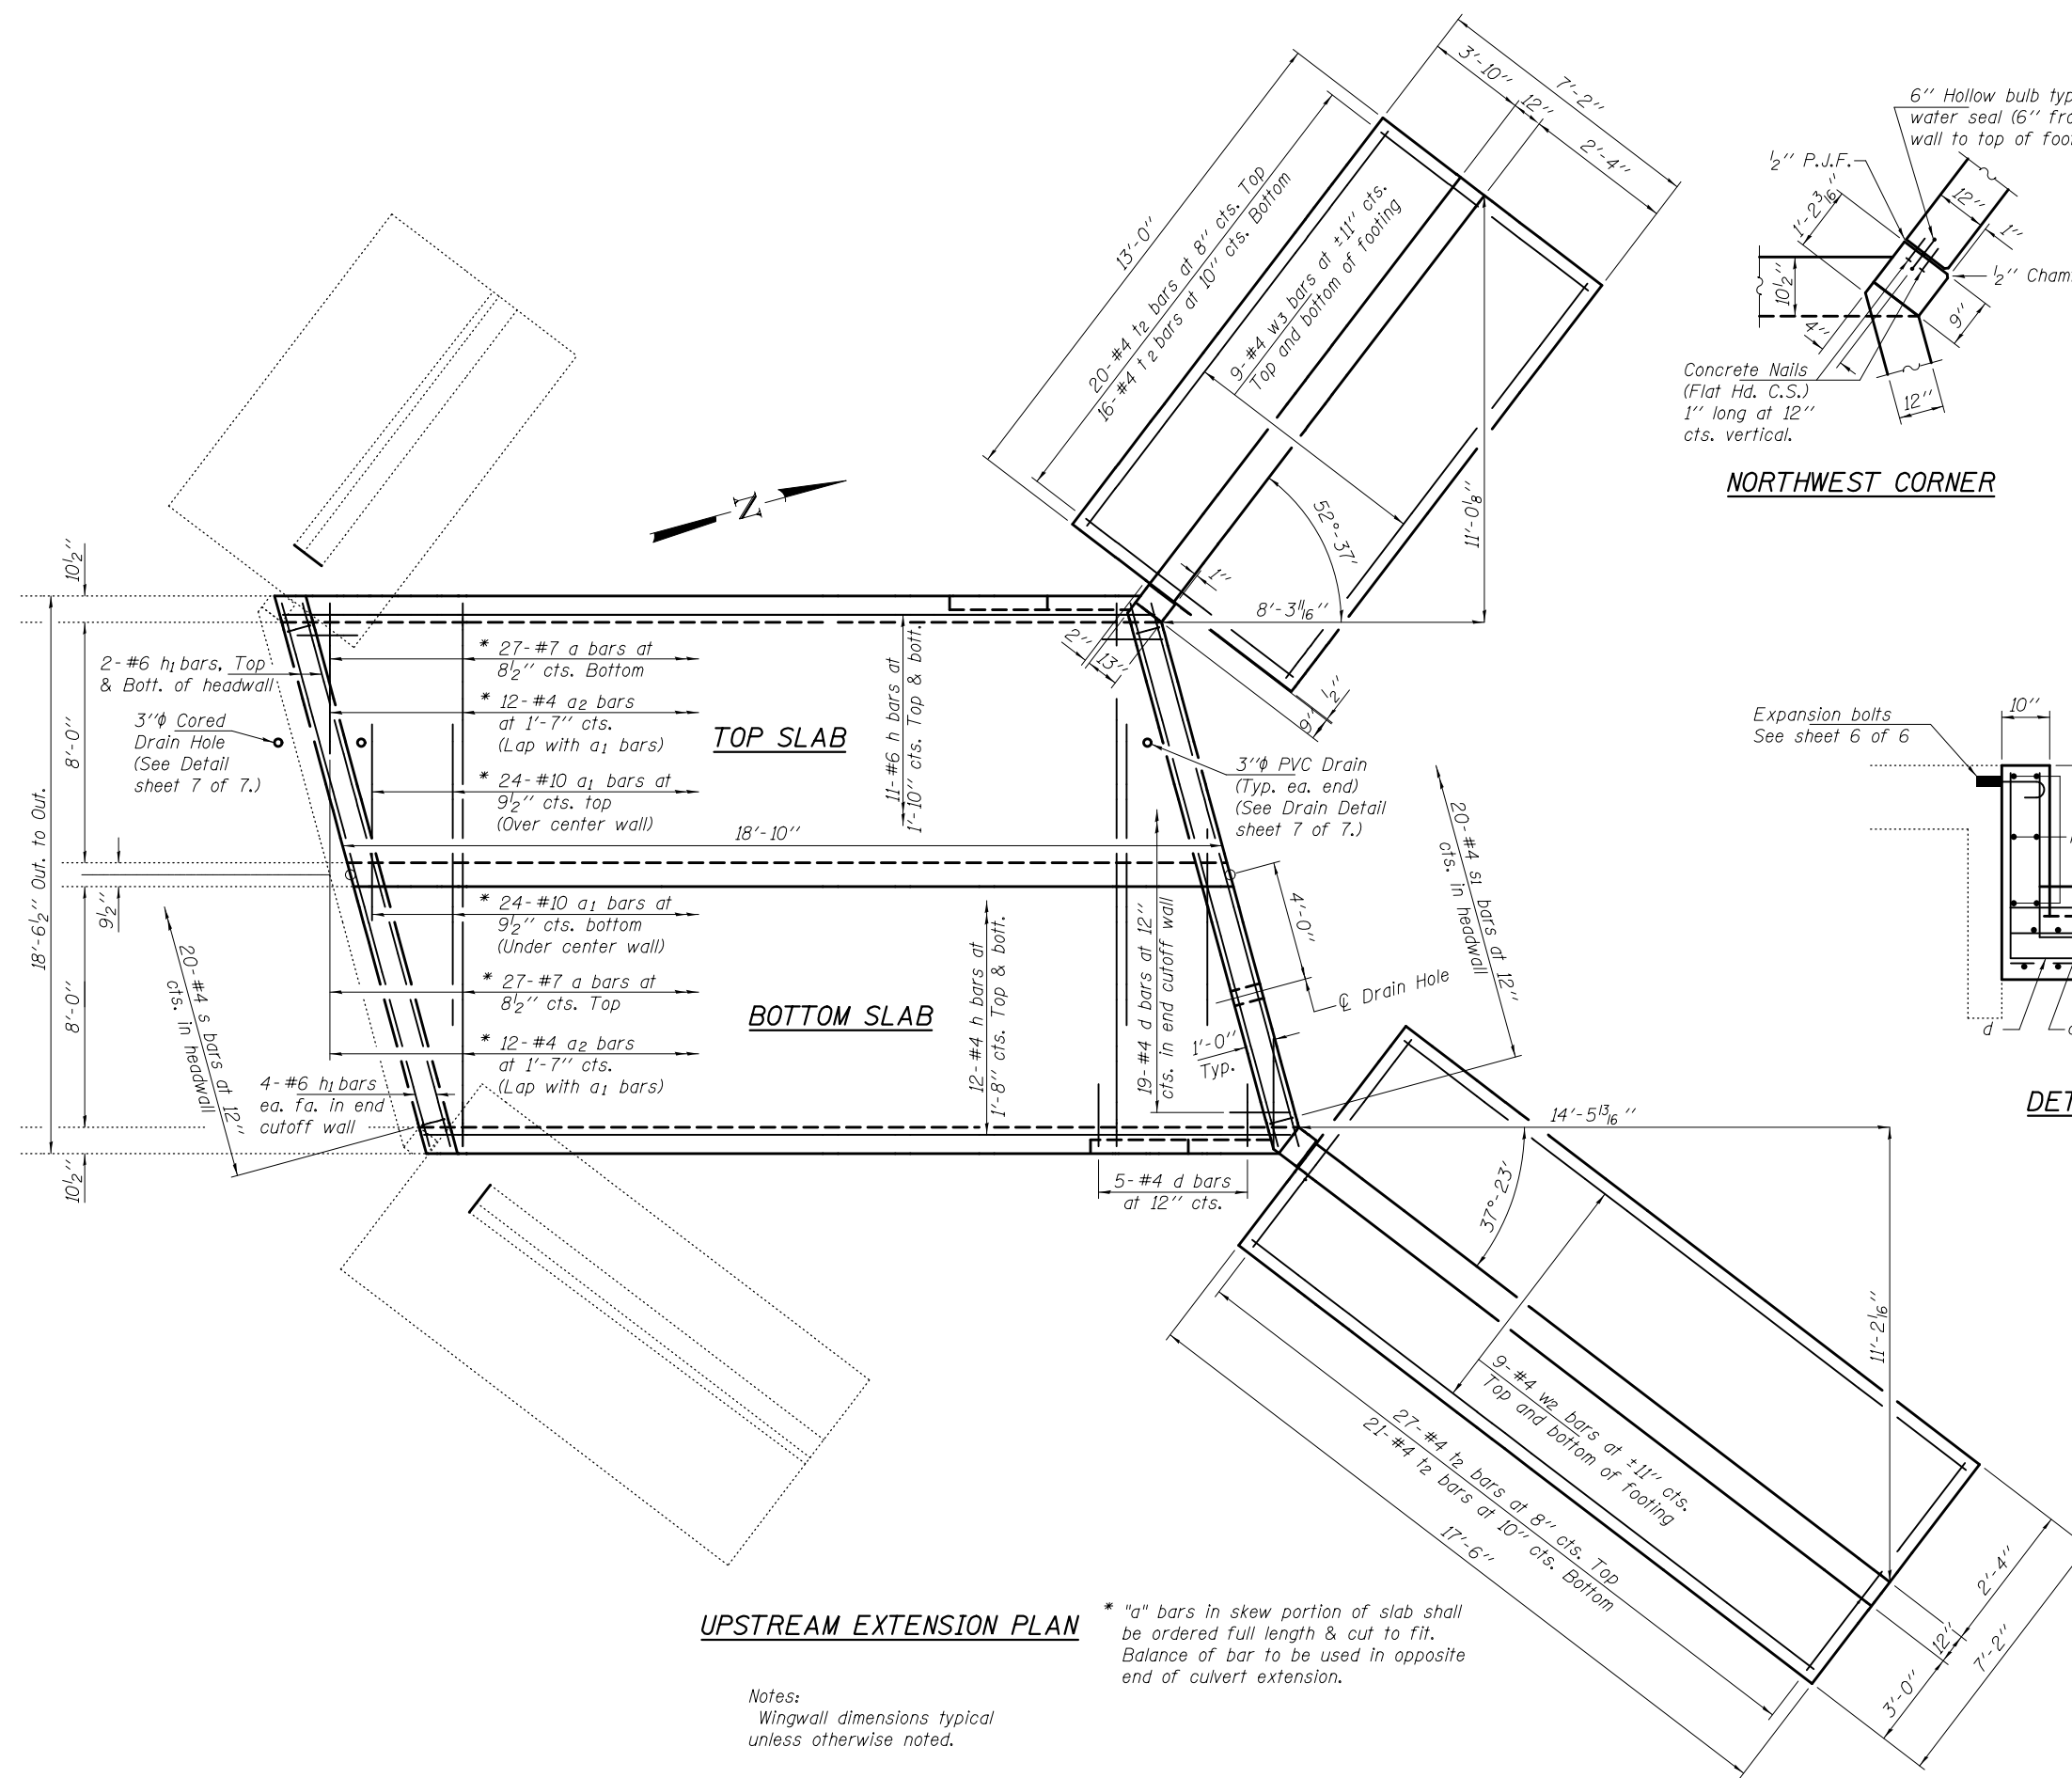 3'-10"
7'-2"
12"
2'-4"
13'-0"
20-#4 t2 bars at 8" cts. Top
16-#4 t2 bars at 10" cts. Bottom
9-#4 w3 bars at ±11" cts.
Top and bottom of footing
52°-37'
11'-0⅛"
8'-3 11/16"
1"
2"
13"
9"
½"
6" Hollow bulb
water seal (6"
wall to top of
½" P.J.F.
1'-2 3/16"
12"
1"
½"
10½"
4"
9"
12"
Concrete Nails
(Flat Hd. C.S.)
1" long at 12"
cts. vertical.
NORTHWEST CORNER
N
10½"
8'-0"
18'-6½" Out. to Out.
9½"
8'-0"
10½"
2-#6 h1 bars, Top
& Bott. of headwall
3"ϕ Cored
Drain Hole
(See Detail
sheet 7 of 7.)
* 27-#7 a bars at
8½" cts. Bottom
* 12-#4 a2 bars
at 1'-7" cts.
(Lap with a1 bars)
* 24-#10 a1 bars at
9½" cts. top
(Over center wall)
TOP SLAB
11-#6 h bars at
1'-10" cts. Top & bott.
18'-10"
3"ϕ PVC Drain
(Typ. ea. end)
(See Drain Detail
sheet 7 of 7.)
20-#4 s1 bars at 12"
cts. in headwall
4'-0"
℄ Drain Hole
* 24-#10 a1 bars at
9½" cts. bottom
(Under center wall)
* 27-#7 a bars at
8½" cts. Top
* 12-#4 a2 bars
at 1'-7" cts.
(Lap with a1 bars)
BOTTOM SLAB
12-#4 h bars at
1'-8" cts. Top & bott.
19-#4 d bars at 12"
cts. in end cutoff wall
1'-0"
Typ.
20-#4 s bars at 12"
cts. in headwall
4-#6 h1 bars
ea. fa. in end
cutoff wall
5-#4 d bars
at 12" cts.
14'-5 13/16"
37°-23'
11'-2 1/16"
9-#4 w2 bars at ±11" cts.
Top and bottom of footing
27-#4 t2 bars at 8" cts. Top
21-#4 t2 bars at 10" cts. Bottom
17'-6"
2'-4"
12"
3'-0"
7'-2"
Expansion bolts
See sheet 6 of 6
10"
d
UPSTREAM EXTENSION PLAN
* "a" bars in skew portion of slab shall
be ordered full length & cut to fit.
Balance of bar to be used in opposite
end of culvert extension.
Notes:
Wingwall dimensions typical
unless otherwise noted.